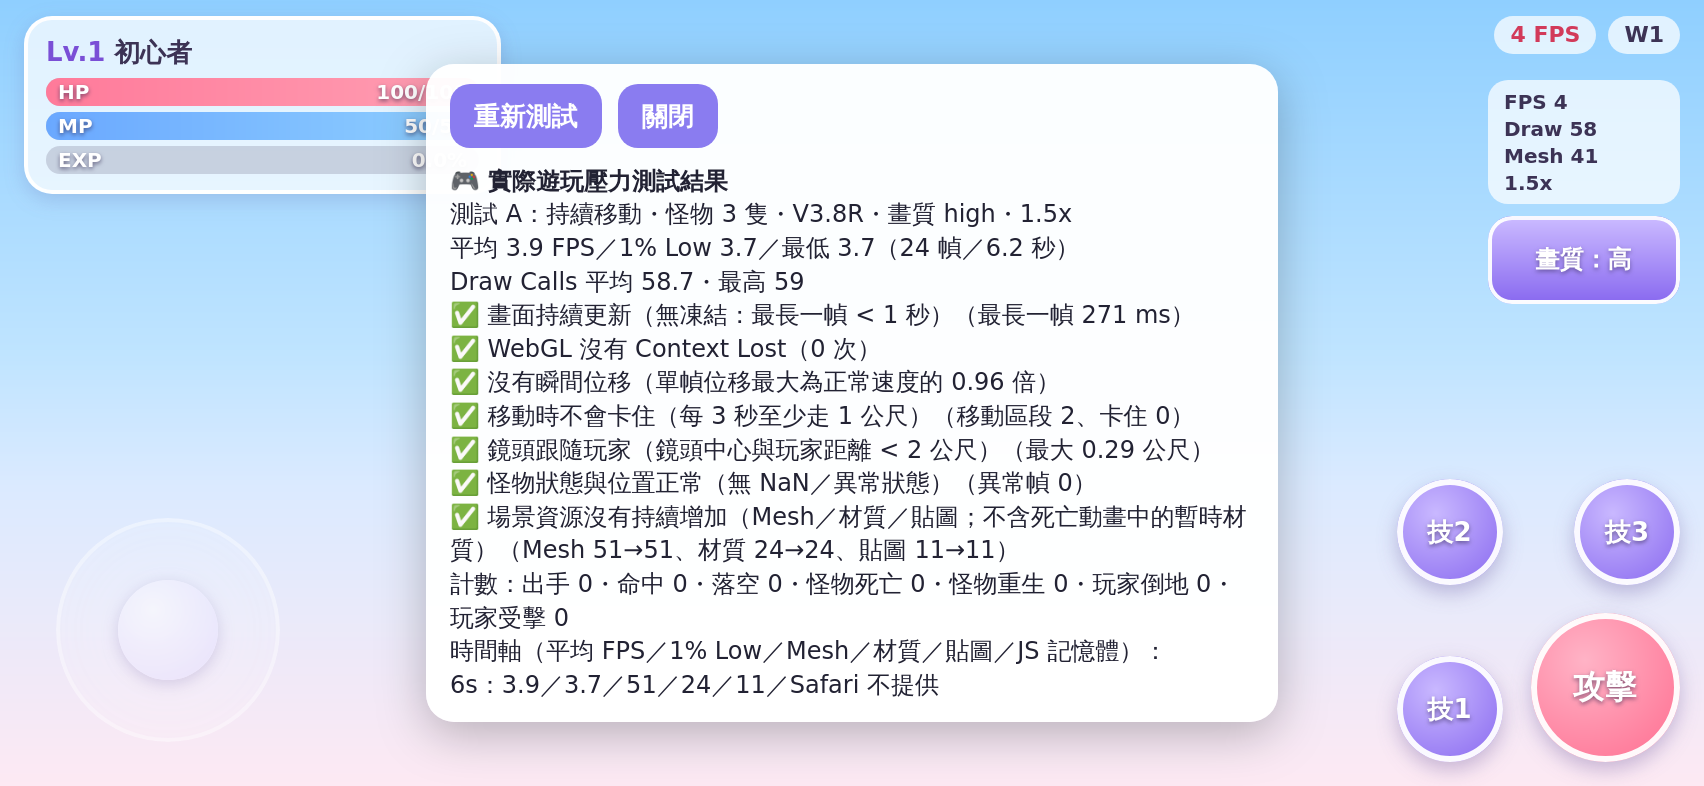 Lv.1 初心者
HP 100/
MP 50
EXP 0
4 FPS
W1
FPS 4
Draw 58
Mesh 41
1.5x
畫質：高
重新測試
關閉
🎮 實際遊玩壓力測試結果
測試 A：持續移動・怪物 3 隻・V3.8R・畫質 high・1.5x
平均 3.9 FPS／1% Low 3.7／最低 3.7（24 幀／6.2 秒）
Draw Calls 平均 58.7・最高 59
✅ 畫面持續更新（無凍結：最長一幀 < 1 秒）（最長一幀 271 ms）
✅ WebGL 沒有 Context Lost（0 次）
✅ 沒有瞬間位移（單幀位移最大為正常速度的 0.96 倍）
✅ 移動時不會卡住（每 3 秒至少走 1 公尺）（移動區段 2、卡住 0）
✅ 鏡頭跟隨玩家（鏡頭中心與玩家距離 < 2 公尺）（最大 0.29 公尺）
✅ 怪物狀態與位置正常（無 NaN／異常狀態）（異常幀 0）
✅ 場景資源沒有持續增加（Mesh／材質／貼圖；不含死亡動畫中的暫時材
質）（Mesh 51→51、材質 24→24、貼圖 11→11）
計數：出手 0・命中 0・落空 0・怪物死亡 0・怪物重生 0・玩家倒地 0・
玩家受擊 0
時間軸（平均 FPS／1% Low／Mesh／材質／貼圖／JS 記憶體）：
6s：3.9／3.7／51／24／11／Safari 不提供
技2
技3
技1
攻擊